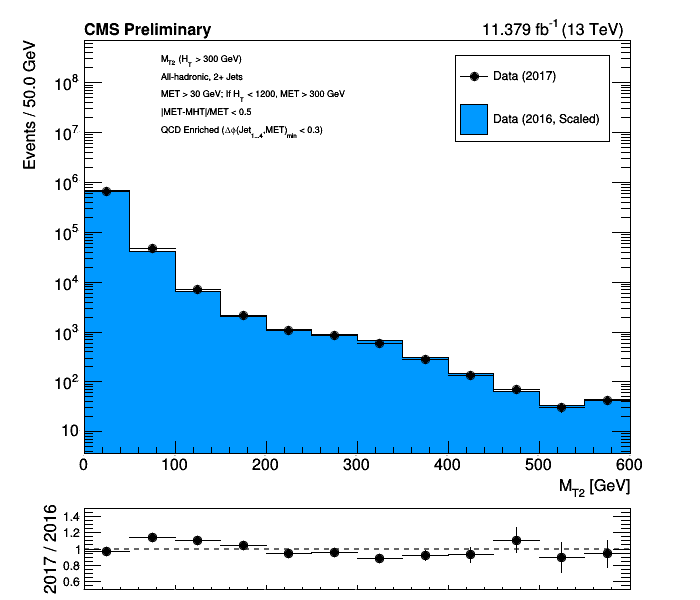 CMS Preliminary
11.379 fb⁻¹ (13 TeV)
Events / 50.0 GeV
M_T2 (H_T > 300 GeV)
All-hadronic, 2+ Jets
MET > 30 GeV; If H_T < 1200, MET > 300 GeV
|MET-MHT|/MET < 0.5
QCD Enriched (Δϕ(Jet_1...4,MET)_min < 0.3)
Data (2017)
Data (2016, Scaled)
10⁸
10⁷
10⁶
10⁵
10⁴
10³
10²
10
0 100 200 300 400 500 600
M_T2 [GeV]
2017 / 2016
1.4
1.2
1
0.8
0.6